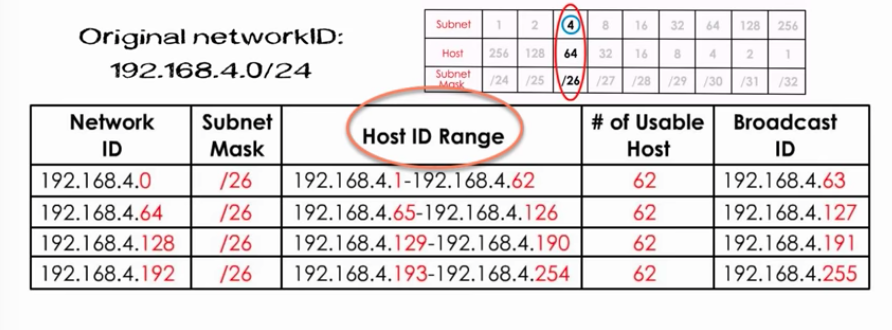 Original networkID:
192.168.4.0/24
Subnet 1 2 4 8 16 32 64 128 256
Host 256 128 64 32 16 8 4 2 1
Subnet Mask /24 /25 /26 /27 /28 /29 /30 /31 /32
Network ID Subnet Mask Host ID Range # of Usable Host Broadcast ID
192.168.4.0 /26 192.168.4.1-192.168.4.62 62 192.168.4.63
192.168.4.64 /26 192.168.4.65-192.168.4.126 62 192.168.4.127
192.168.4.128 /26 192.168.4.129-192.168.4.190 62 192.168.4.191
192.168.4.192 /26 192.168.4.193-192.168.4.254 62 192.168.4.255